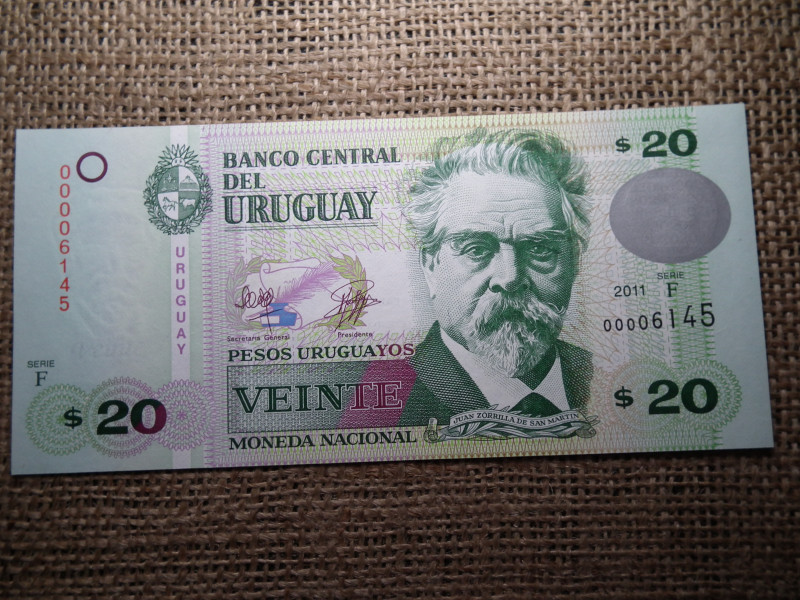 00006145
URUGUAY
SERIE
F
$ 20
BANCO CENTRAL
DEL
URUGUAY
Secretario General
Presidente
PESOS URUGUAYOS
VEINTE
MONEDA NACIONAL
JUAN ZORRILLA DE SAN MARTIN
$ 20
2011 SERIE F
00006145
$ 20